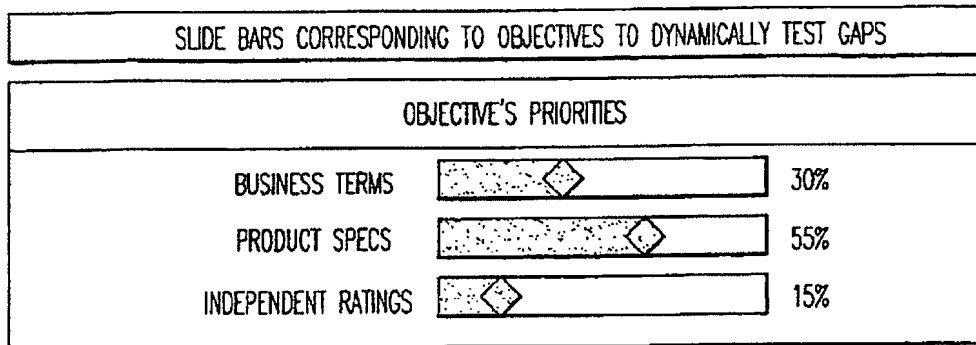 SLIDE BARS CORRESPONDING TO OBJECTIVES TO DYNAMICALLY TEST GAPS
OBJECTIVE'S PRIORITIES
BUSINESS TERMS 30%
PRODUCT SPECS 55%
INDEPENDENT RATINGS 15%